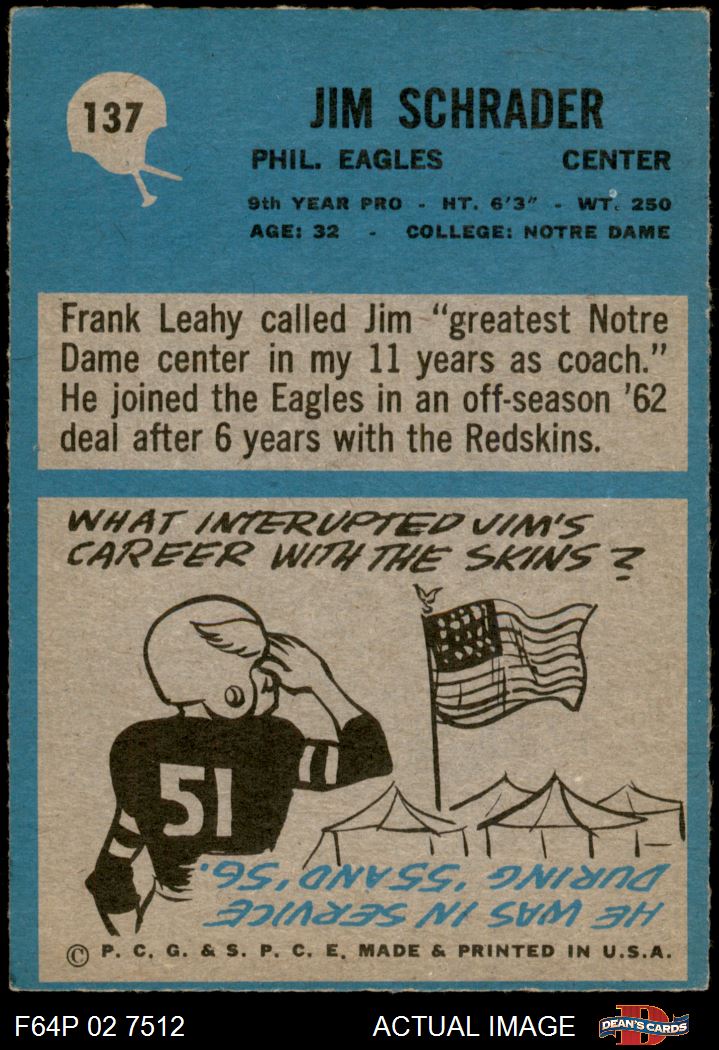 137
JIM SCHRADER
PHIL. EAGLES CENTER
9th YEAR PRO - HT. 6'3" - WT. 250
AGE: 32 - COLLEGE: NOTRE DAME
Frank Leahy called Jim "greatest Notre
Dame center in my 11 years as coach."
He joined the Eagles in an off-season '62
deal after 6 years with the Redskins.
WHAT INTERUPTED JIM'S
CAREER WITH THE SKINS?
51
HE WAS IN SERVICE
DURING '55 AND '56.
© P. C. G. & S. P. C. E. MADE & PRINTED IN U.S.A.
F64P 02 7512 ACTUAL IMAGE
D
DEAN'S CARDS